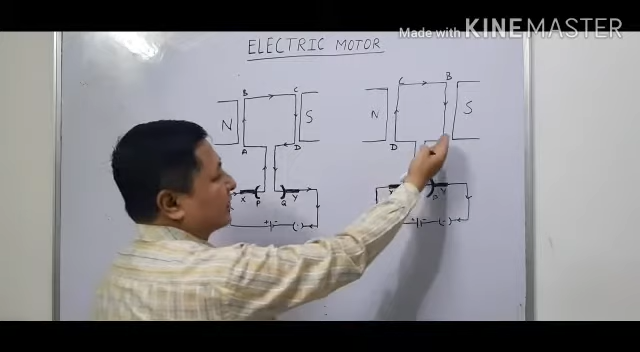 Made with KINEMASTER
ELECTRIC MOTOR
B C
C B
N S
N S
A D
D
X P Q Y
P Y
+ - (.)
+ - (.)